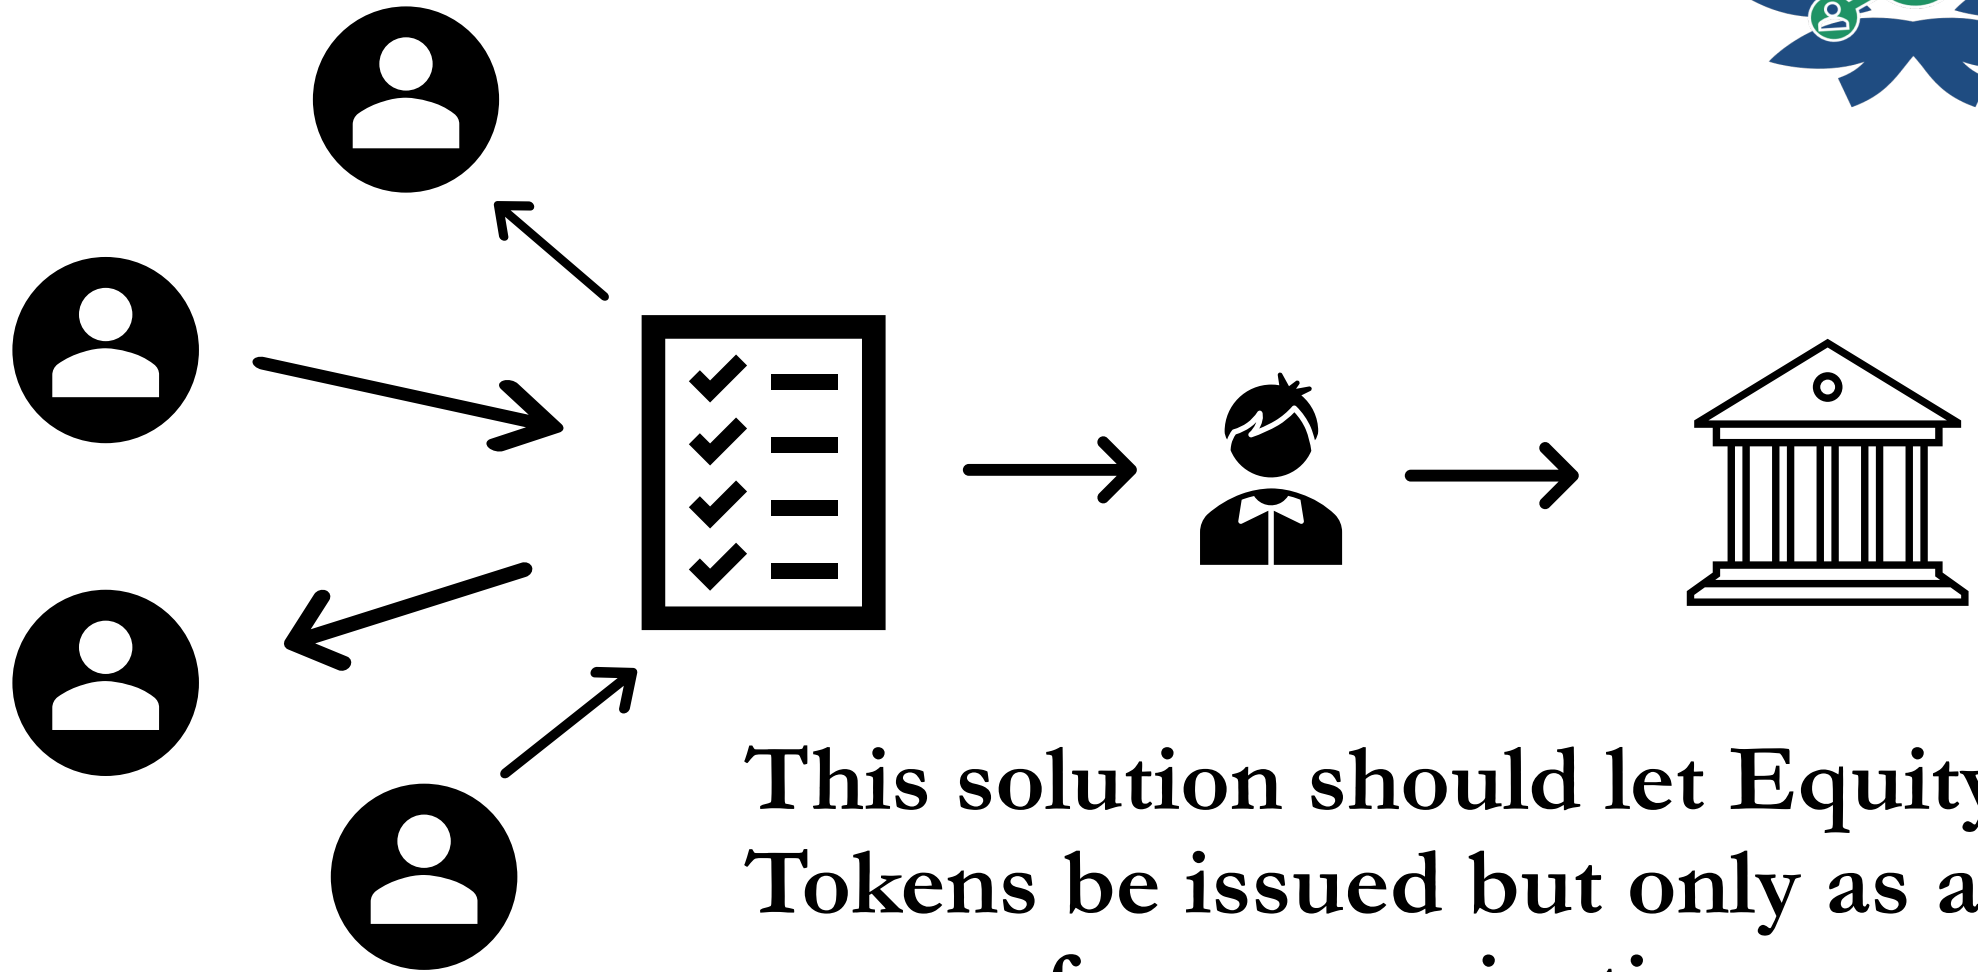 This solution should let Equity
Tokens be issued but only as a